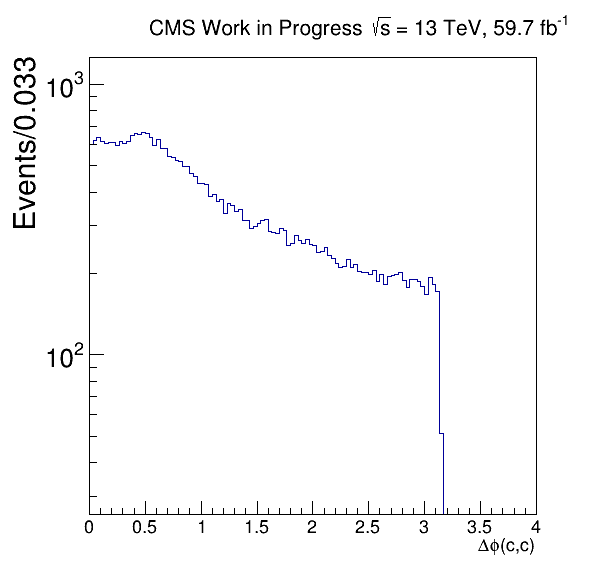 CMS Work in Progress √s = 13 TeV, 59.7 fb⁻¹
Events/0.033
10³
10²
0 0.5 1 1.5 2 2.5 3 3.5 4
Δϕ(c,c)